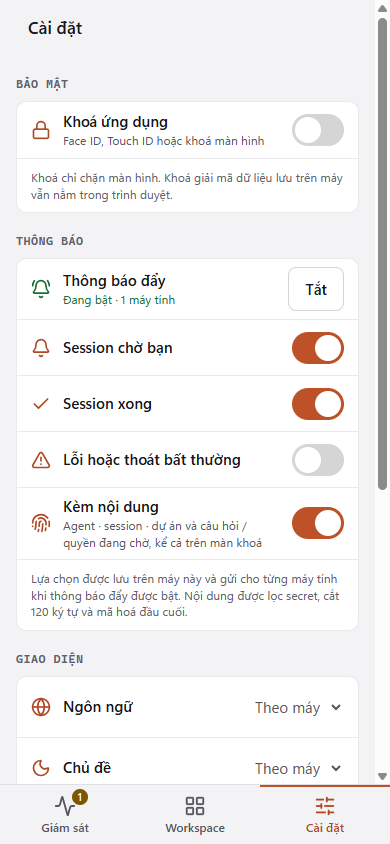 Cài đặt
BẢO MẬT
Khoá ứng dụng
Face ID, Touch ID hoặc khoá màn hình
Khoá chỉ chặn màn hình. Khoá giải mã dữ liệu lưu trên máy
vẫn nằm trong trình duyệt.
THÔNG BÁO
Thông báo đẩy
Đang bật · 1 máy tính
Tắt
Session chờ bạn
Session xong
Lỗi hoặc thoát bất thường
Kèm nội dung
Agent · session · dự án và câu hỏi /
quyền đang chờ, kể cả trên màn khoá
Lựa chọn được lưu trên máy này và gửi cho từng máy tính
khi thông báo đẩy được bật. Nội dung được lọc secret, cắt
120 ký tự và mã hoá đầu cuối.
GIAO DIỆN
Ngôn ngữ
Theo máy
Chủ đề
Theo máy
1
Giám sát
Workspace
Cài đặt